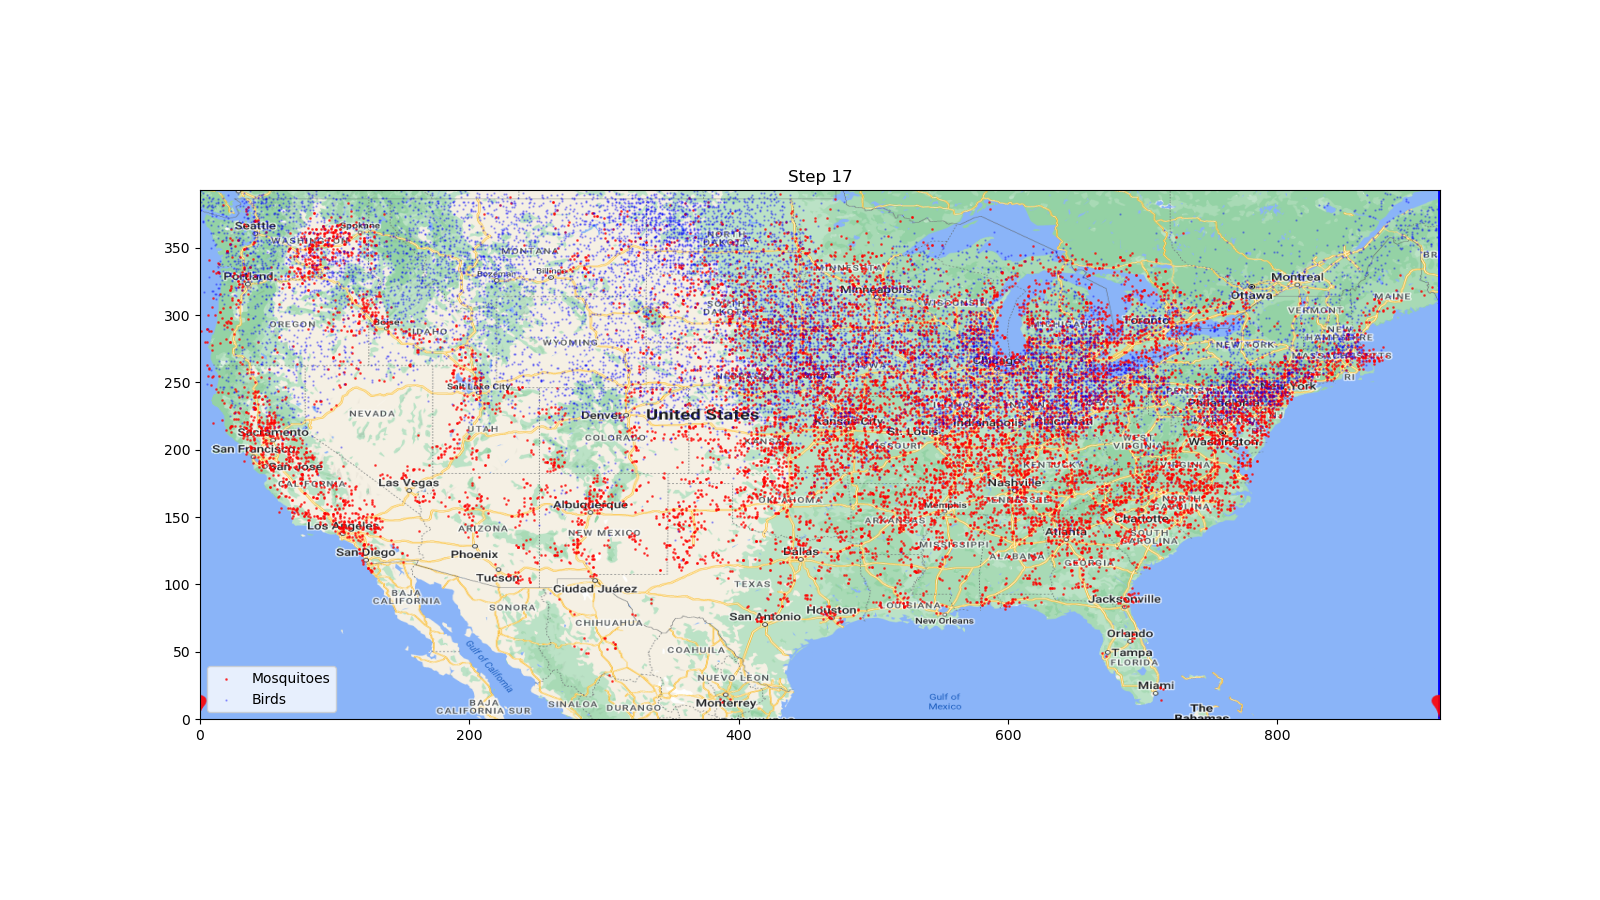 Step 17
350
300
250
200
150
100
50
0
0
200
400
600
800
Mosquitoes
Birds
Seattle
WASHINGTON
Spokane
Portland
OREGON
Boise
IDAHO
MONTANA
Bozeman
Billings
NORTH
DAKOTA
SOUTH
DAKOTA
MINNESOTA
Minneapolis
WISCONSIN
MICHIGAN
Toronto
Ottawa
Montreal
MAINE
VERMONT
NEW
HAMPSHIRE
MASSACHUSETTS
NEW YORK
RI
BR
WYOMING
Salt Lake City
NEVADA
UTAH
Denver
COLORADO
United States
NEBRASKA
Chicago
KANSAS
Kansas City
St. Louis
MISSOURI
Indianapolis
Cincinnati
WEST
VIRGINIA
VIRGINIA
Philadelphia
New York
Washington
Sacramento
San Francisco
San Jose
CALIFORNIA
Las Vegas
Los Angeles
San Diego
ARIZONA
Phoenix
Tucson
Albuquerque
NEW MEXICO
Ciudad Juárez
OKLAHOMA
ARKANSAS
KENTUCKY
Nashville
TENNESSEE
Memphis
NORTH
CAROLINA
Charlotte
SOUTH
CAROLINA
Atlanta
MISSISSIPPI
ALABAMA
GEORGIA
Dallas
TEXAS
LOUISIANA
Houston
San Antonio
New Orleans
Jacksonville
Orlando
Tampa
FLORIDA
Miami
The
Bahamas
Gulf of
Mexico
BAJA
CALIFORNIA
SONORA
CHIHUAHUA
COAHUILA
NUEVO LEON
Monterrey
Gulf of California
BAJA
CALIFORNIA SUR
SINALOA
DURANGO